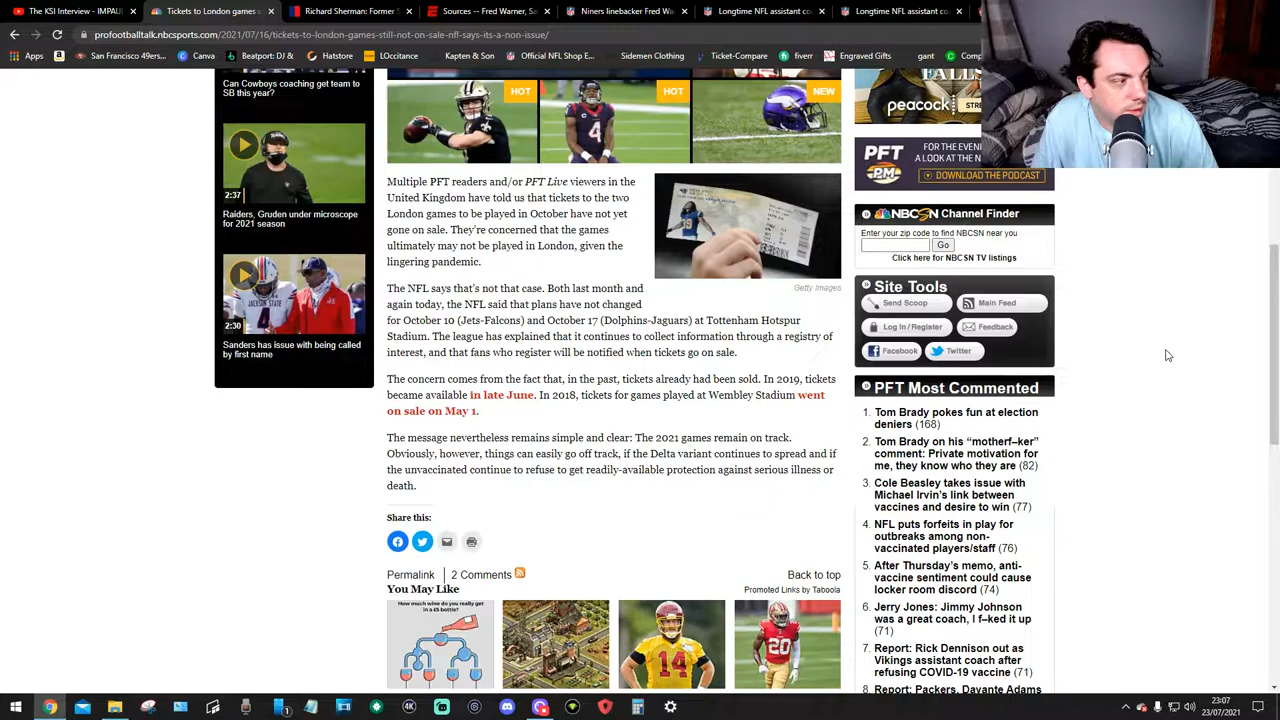 The KSI Interview - IMPAUL
Tickets to London games s
Richard Sherman: Former S
Sources -- Fred Warner, Sa
Niners linebacker Fred War
Longtime NFL assistant co
Longtime NFL assistant co
profootballtalk.nbcsports.com/2021/07/16/tickets-to-london-games-still-not-on-sale-nfl-says-its-a-non-issue/
Apps
San Francisco 49ers...
Canva
Beatport: DJ &
Hatstore
LOccitance
Kapten & Son
Official NFL Shop E...
Sidemen Clothing
Ticket-Compare
fiverr
Engraved Gifts
gant
Can Cowboys coaching get team to
SB this year?
2:37
Raiders, Gruden under microscope
for 2021 season
2:30
Sanders has issue with being called
by first name
HOT
HOT
NEW
Multiple PFT readers and/or PFT Live viewers in the
United Kingdom have told us that tickets to the two
London games to be played in October have not yet
gone on sale. They're concerned that the games
ultimately may not be played in London, given the
lingering pandemic.
Getty Images
The NFL says that's not that case. Both last month and
again today, the NFL said that plans have not changed
for October 10 (Jets-Falcons) and October 17 (Dolphins-Jaguars) at Tottenham Hotspur
Stadium. The league has explained that it continues to collect information through a registry of
interest, and that fans who register will be notified when tickets go on sale.
The concern comes from the fact that, in the past, tickets already had been sold. In 2019, tickets
became available in late June. In 2018, tickets for games played at Wembley Stadium went
on sale on May 1.
The message nevertheless remains simple and clear: The 2021 games remain on track.
Obviously, however, things can easily go off track, if the Delta variant continues to spread and if
the unvaccinated continue to refuse to get readily-available protection against serious illness or
death.
Share this:
Permalink
2 Comments
Back to top
You May Like
Promoted Links by Taboola
How much wine do you really get
in a £5 bottle?
FALLS
peacock
PFT
PM
FOR THE EVENI
A LOOK AT THE N
DOWNLOAD THE PODCAST
NBCSN Channel Finder
Enter your zip code to find NBCSN near you
Go
Click here for NBCSN TV listings
Site Tools
Send Scoop
Main Feed
Log In / Register
Feedback
Facebook
Twitter
PFT Most Commented
1. Tom Brady pokes fun at election
deniers (168)
2. Tom Brady on his "motherf–ker"
comment: Private motivation for
me, they know who they are (82)
3. Cole Beasley takes issue with
Michael Irvin's link between
vaccines and desire to win (77)
4. NFL puts forfeits in play for
outbreaks among non-
vaccinated players/staff (76)
5. After Thursday's memo, anti-
vaccine sentiment could cause
locker room discord (74)
6. Jerry Jones: Jimmy Johnson
was a great coach, I f–ked it up
(71)
7. Report: Rick Dennison out as
Vikings assistant coach after
refusing COVID-19 vaccine (71)
8. Report: Packers, Davante Adams
23:07
23/07/2021